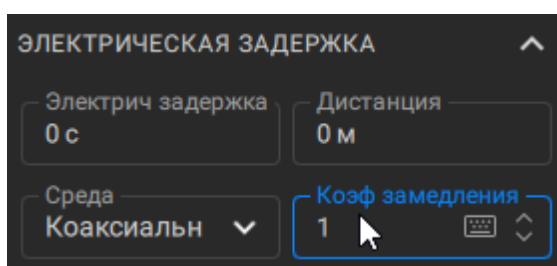 ЭЛЕКТРИЧЕСКАЯ ЗАДЕРЖКА
Электрич задержка
0 с
Дистанция
0 м
Среда
Коаксиальн
Коэф замедления
1